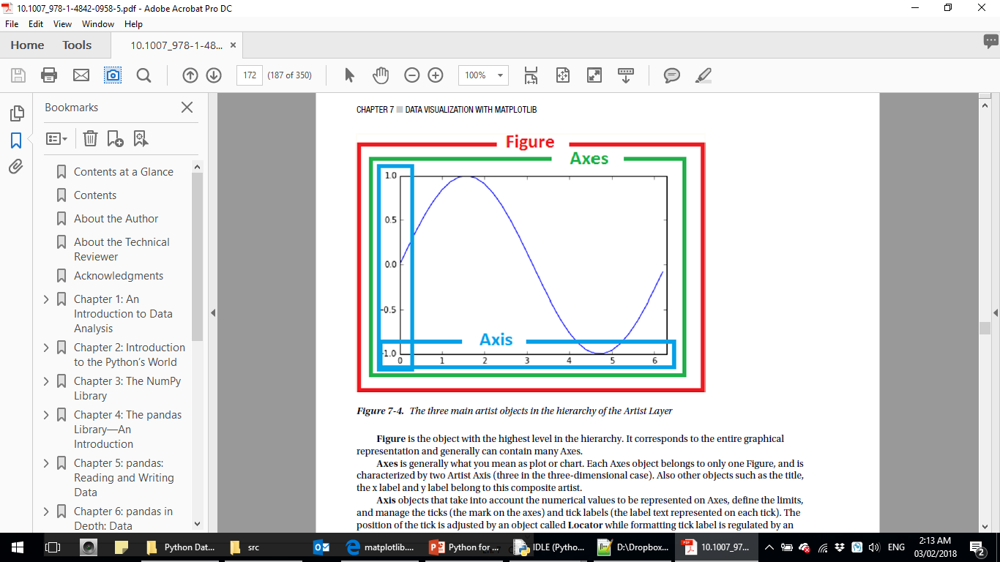 10.1007_978-1-4842-0958-5.pdf - Adobe Acrobat Pro DC
File Edit View Window Help
Home Tools 10.1007_978-1-48... ×
172 (187 of 350) 100%
Bookmarks
Contents at a Glance
Contents
About the Author
About the Technical
Reviewer
Acknowledgments
Chapter 1: An
Introduction to Data
Analysis
Chapter 2: Introduction
to the Python's World
Chapter 3: The NumPy
Library
Chapter 4: The pandas
Library—An
Introduction
Chapter 5: pandas:
Reading and Writing
Data
Chapter 6: pandas in
Depth: Data
CHAPTER 7 ■ DATA VISUALIZATION WITH MATPLOTLIB
Figure
Axes
1.0
0.5
0.0
-0.5
Axis
-1.0
0 1 2 3 4 5 6
Figure 7-4. The three main artist objects in the hierarchy of the Artist Layer
Figure is the object with the highest level in the hierarchy. It corresponds to the entire graphical
representation and generally can contain many Axes.
Axes is generally what you mean as plot or chart. Each Axes object belongs to only one Figure, and is
characterized by two Artist Axis (three in the three-dimensional case). Also other objects such as the title,
the x label and y label belong to this composite artist.
Axis objects that take into account the numerical values to be represented on Axes, define the limits,
and manage the ticks (the mark on the axes) and tick labels (the label text represented on each tick). The
position of the tick is adjusted by an object called Locator while formatting tick label is regulated by an
Python Dat... src matplotlib.... Python for ... IDLE (Pytho... D:\Dropbox... 10.1007_97... ENG 2:13 AM
03/02/2018 2